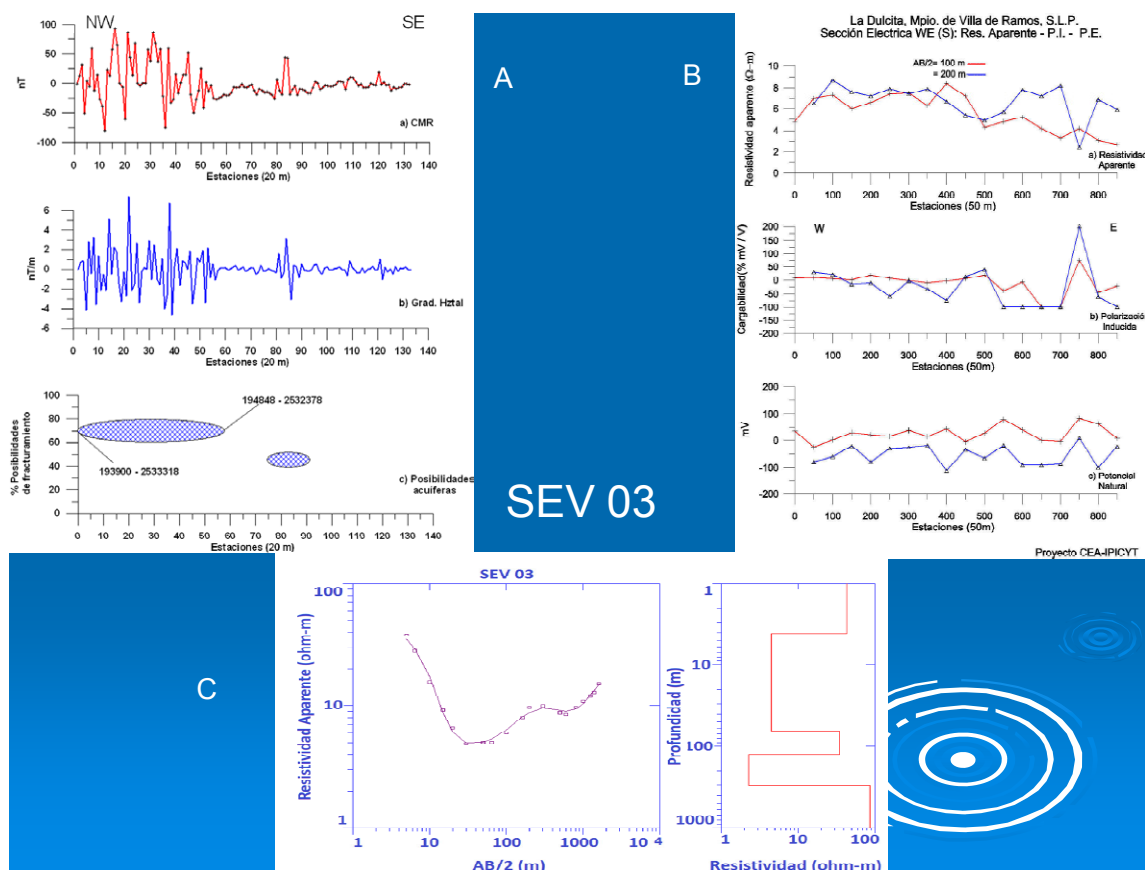 NW
SE
100
50
0
-50
-100
nT
a) CMR
0 10 20 30 40 50 60 70 80 90 100 110 120 130 140
Estaciones (20 m)
6
4
2
0
-2
-4
-6
nT/m
b) Grad. Hztal
0 10 20 30 40 50 60 70 80 90 100 110 120 130 140
Estaciones (20 m)
100
80
60
40
20
0
% Posibilidades
de fracturamiento
194848 - 2532378
193900 - 2533318
c) Posibilidades
acuíferas
0 10 20 30 40 50 60 70 80 90 100 110 120 130 140
Estaciones (20 m)
A
B
SEV 03
La Dulcita, Mpio. de Villa de Ramos, S.L.P.
Sección Electrica WE (S): Res. Aparente - P.I. - P.E.
AB/2= 100 m
= 200 m
10
8
6
4
2
0
Resistividad aparente (Ω-m)
a) Resistividad
Aparente
0 100 200 300 400 500 600 700 800
Estaciones (50 m)
W
E
200
150
100
50
0
-50
-100
-150
-200
Cargabilidad(% mV / V)
b) Polarizació
Inducida
0 100 200 300 400 500 600 700 800
Estaciones (50m)
200
100
0
-100
-200
mV
c) Potencial
Natural
0 100 200 300 400 500 600 700 800
Estaciones (50m)
Proyecto CEA-IPICYT
C
SEV 03
Resistividad Aparente (ohm-m)
100
10
1
1 10 100 1000 10 4
AB/2 (m)
Profundidad (m)
1
10
100
1000
1 10 100
Resistividad (ohm-m)